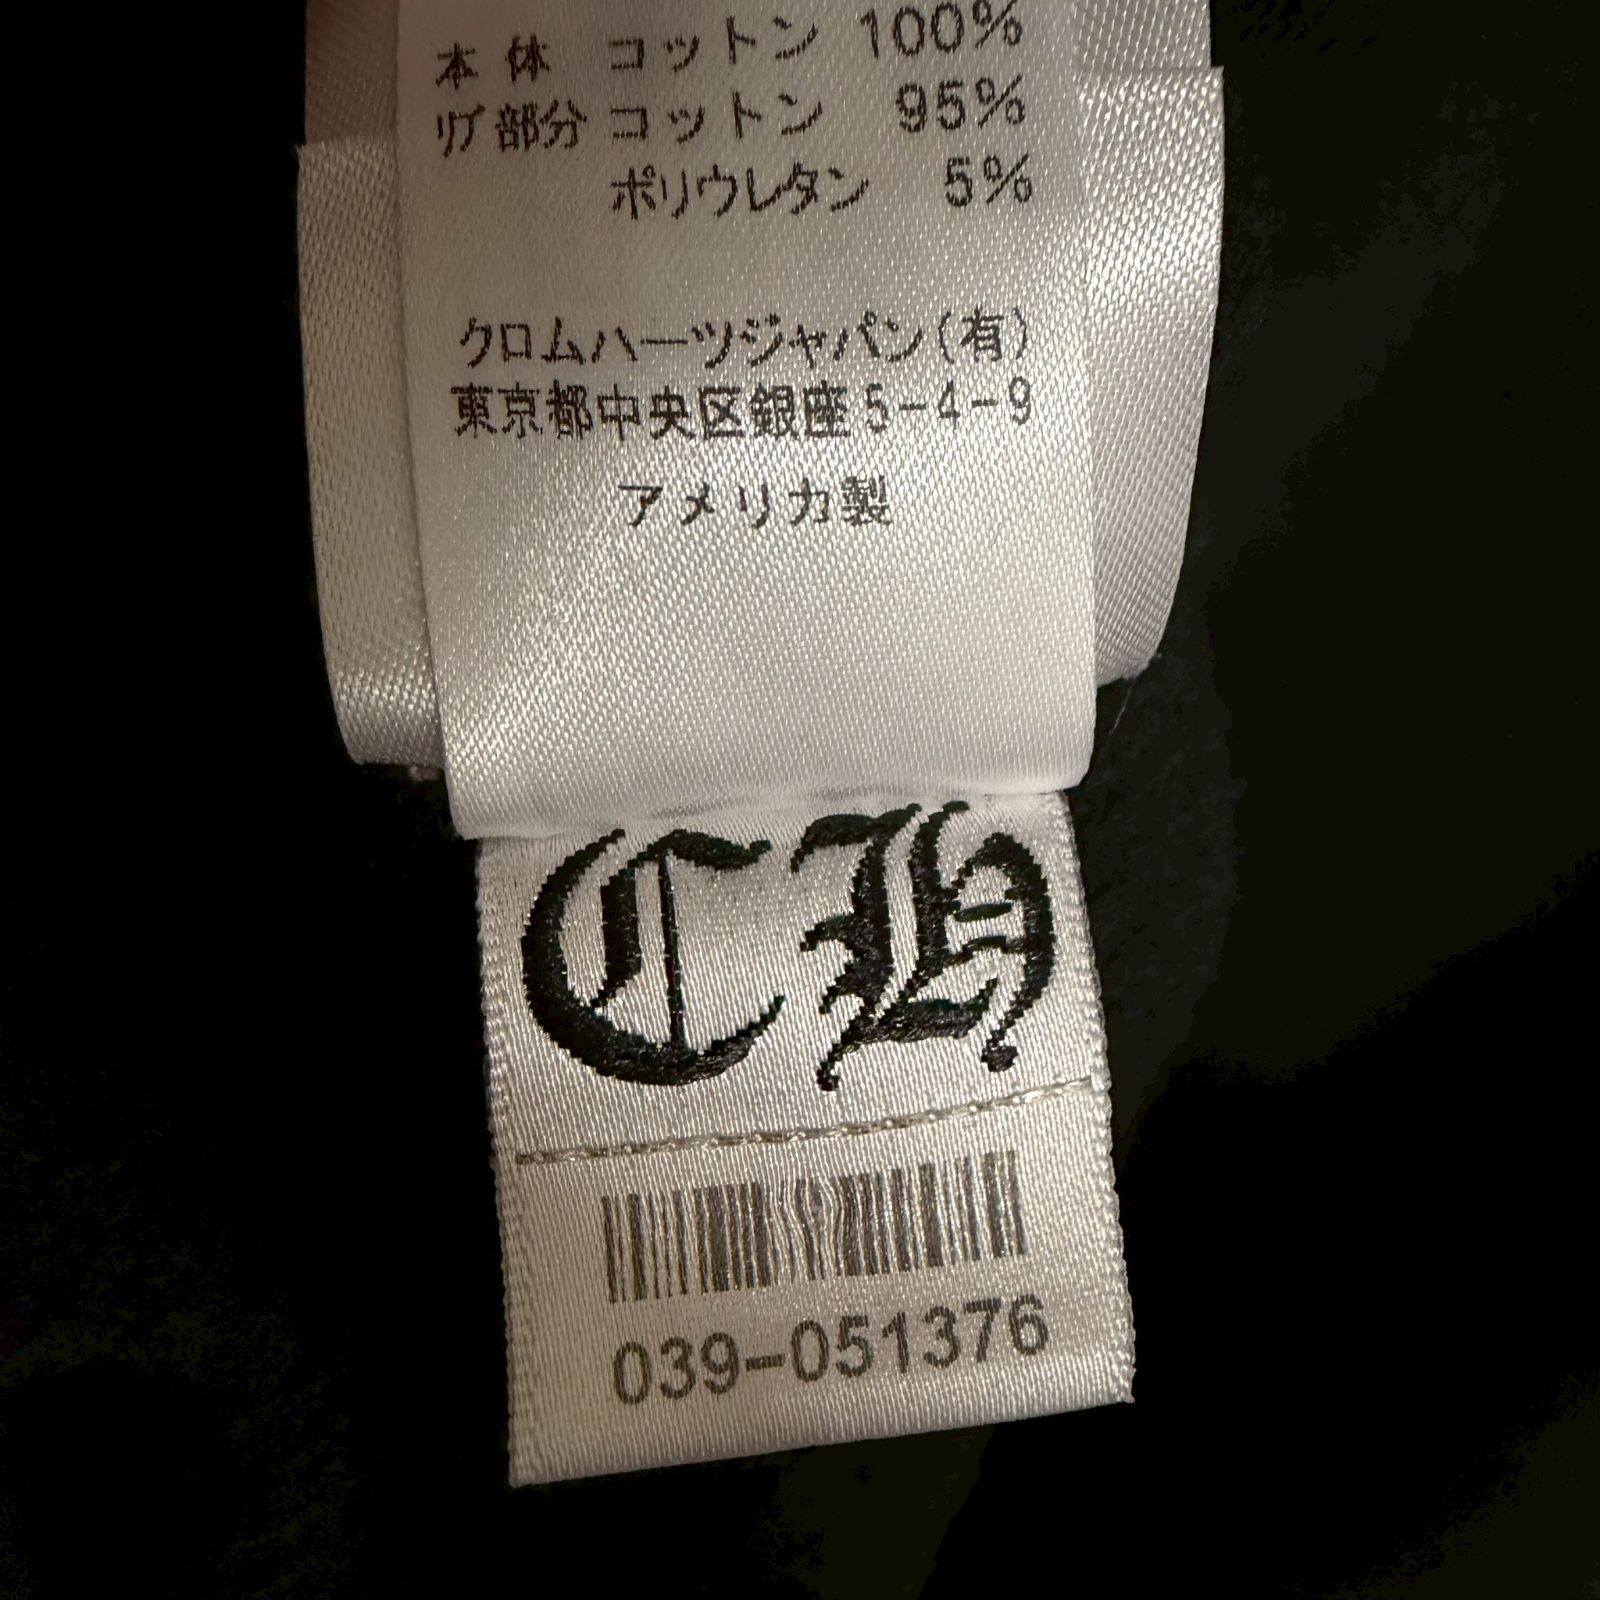 本体 コットン 100%
リブ部分 コットン 95%
ポリウレタン 5%
クロムハーツジャパン(有)
東京都中央区銀座5-4-9
アメリカ製
CH
039-051376